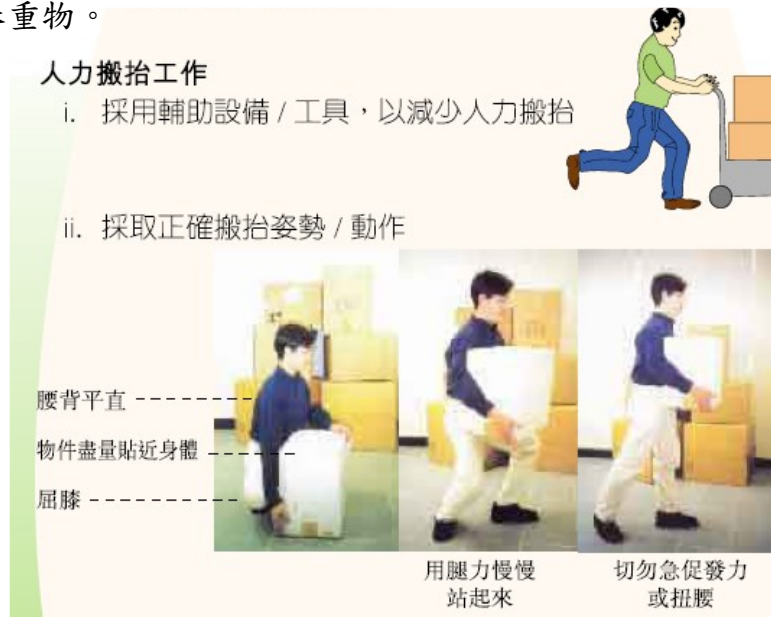 重物。
人力搬抬工作
i. 採用輔助設備 / 工具，以減少人力搬抬
ii. 採取正確搬抬姿勢 / 動作
腰背平直
物件盡量貼近身體
屈膝
用腿力慢慢
站起來
切勿急促發力
或扭腰